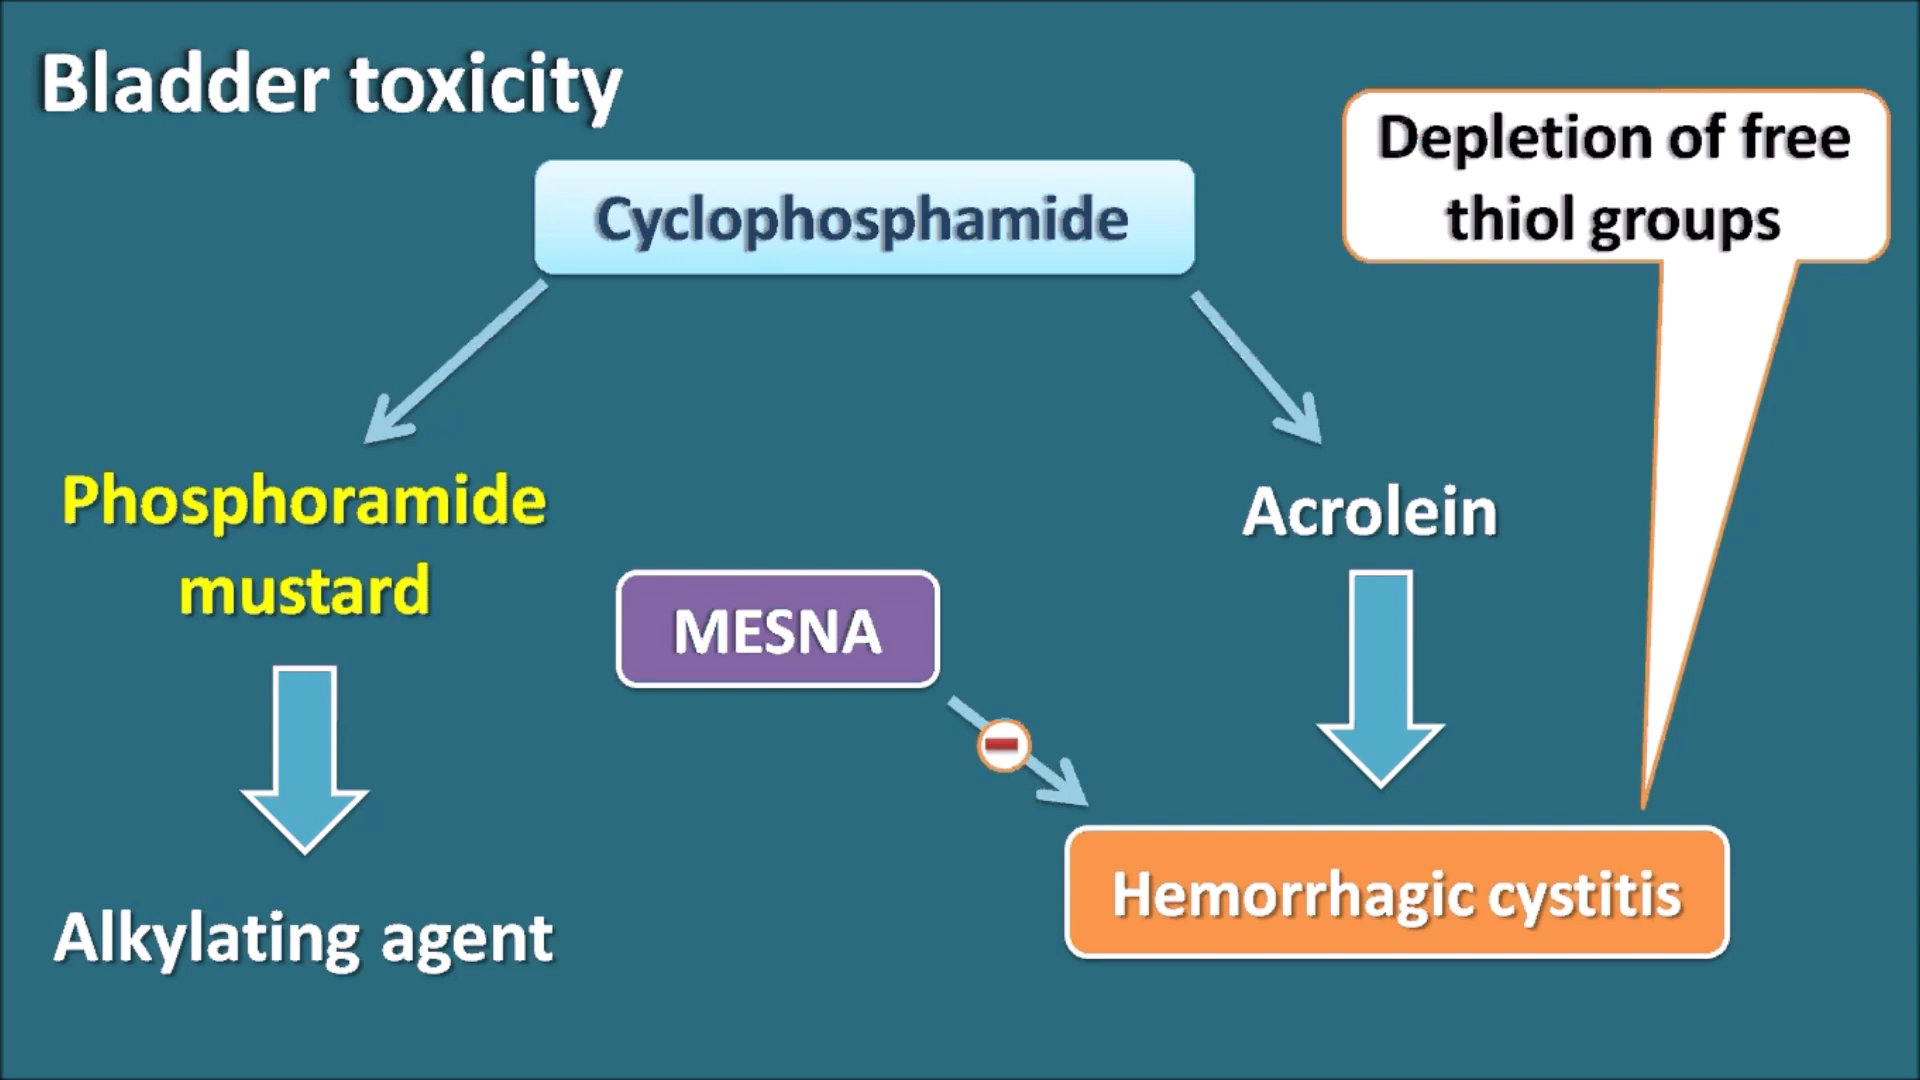 Bladder toxicity
Depletion of free
thiol groups
Cyclophosphamide
Phosphoramide
mustard
Acrolein
MESNA
Hemorrhagic cystitis
Alkylating agent